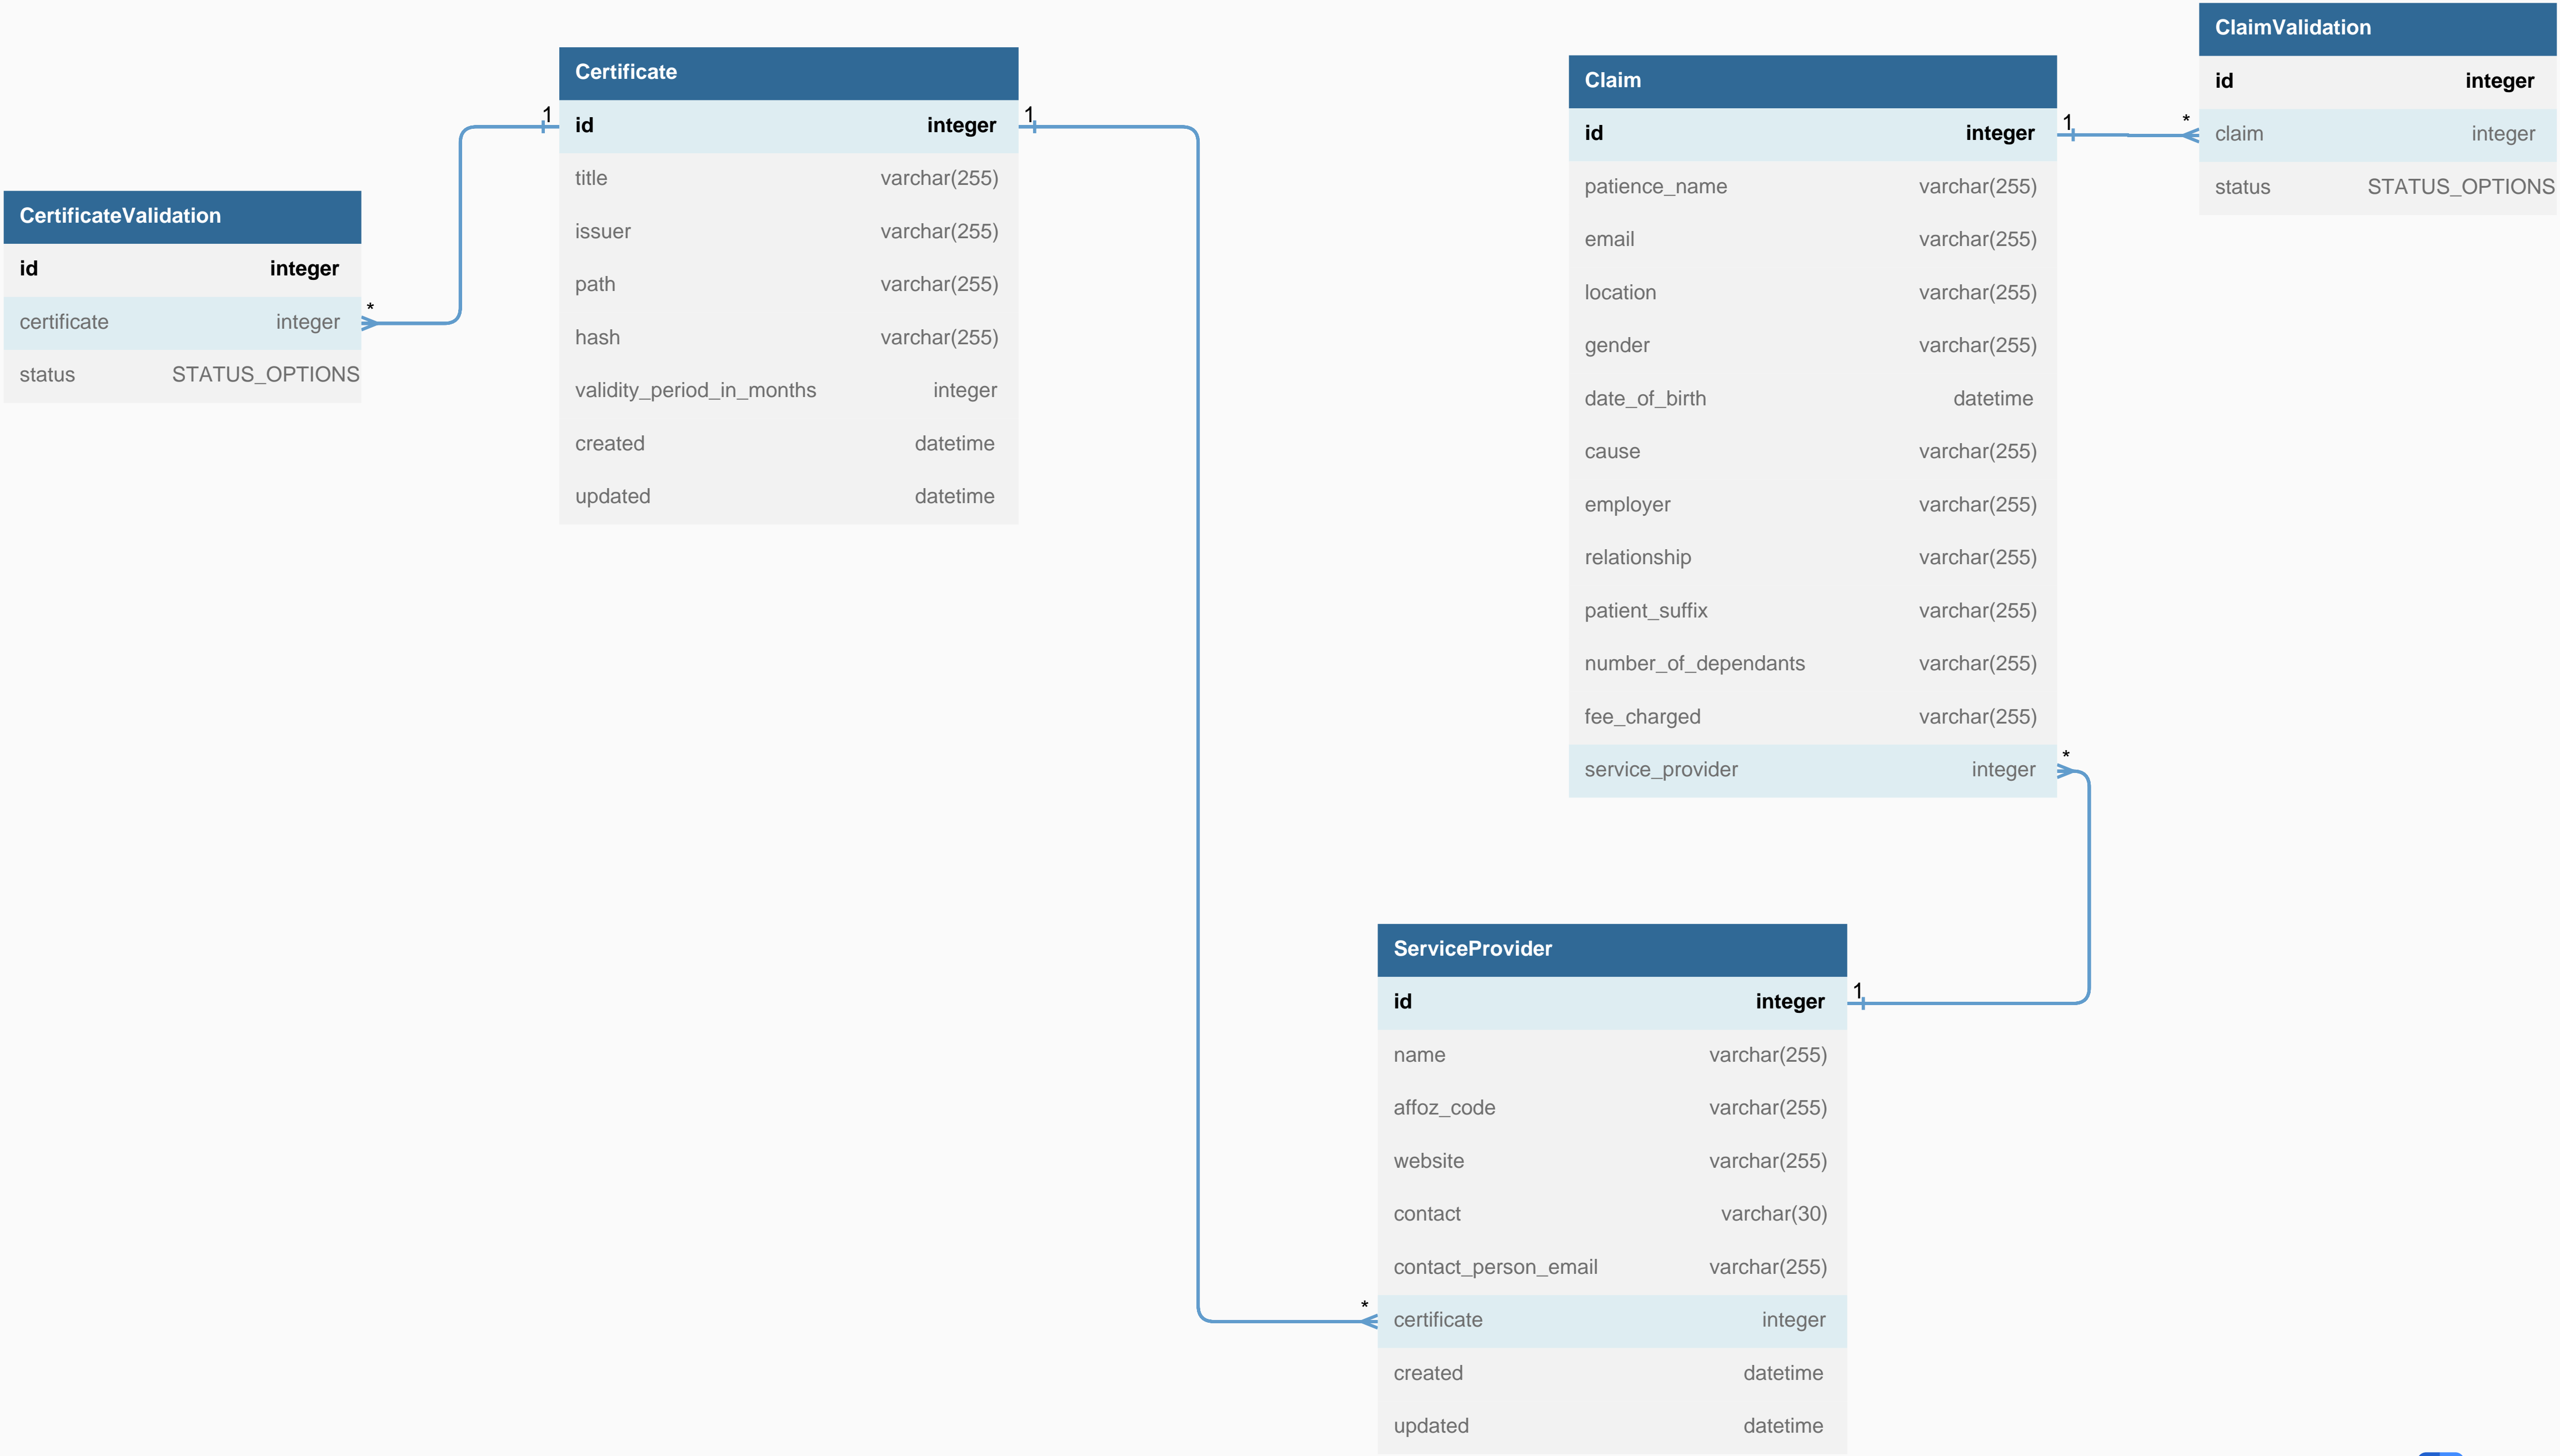 CertificateValidation
id integer
certificate integer
status STATUS_OPTIONS
*
1
Certificate
id integer
title varchar(255)
issuer varchar(255)
path varchar(255)
hash varchar(255)
validity_period_in_months integer
created datetime
updated datetime
1
*
Claim
id integer
patience_name varchar(255)
email varchar(255)
location varchar(255)
gender varchar(255)
date_of_birth datetime
cause varchar(255)
employer varchar(255)
relationship varchar(255)
patient_suffix varchar(255)
number_of_dependants varchar(255)
fee_charged varchar(255)
service_provider integer
1
*
*
1
ClaimValidation
id integer
claim integer
status STATUS_OPTIONS
ServiceProvider
id integer
name varchar(255)
affoz_code varchar(255)
website varchar(255)
contact varchar(30)
contact_person_email varchar(255)
certificate integer
created datetime
updated datetime